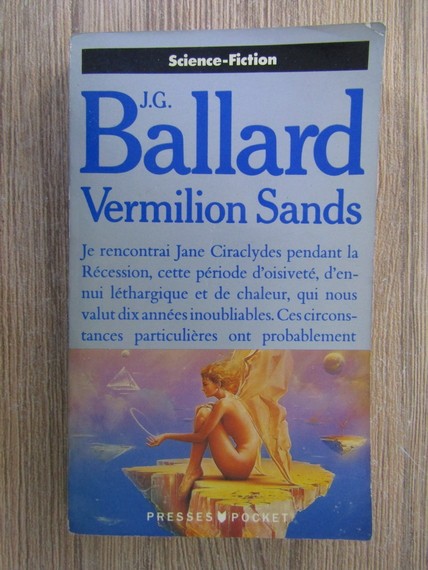 Science-Fiction
J.G.
Ballard
Vermilion Sands
Je rencontrai Jane Ciraclydes pendant la
Récession, cette période d'oisiveté, d'en-
nui léthargique et de chaleur, qui nous
valut dix années inoubliables. Ces circons-
tances particulières ont probablement
PRESSES POCKET